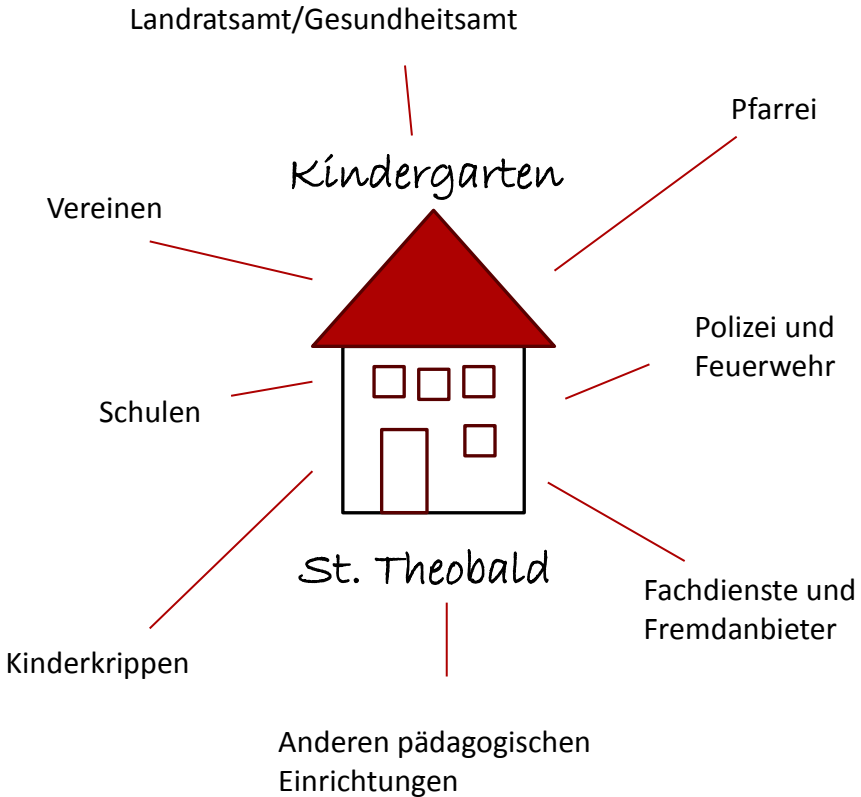 Landratsamt/Gesundheitsamt
Pfarrei
Kindergarten
Vereinen
Polizei und
Feuerwehr
Schulen
St. Theobald
Fachdienste und
Fremdanbieter
Kinderkrippen
Anderen pädagogischen
Einrichtungen